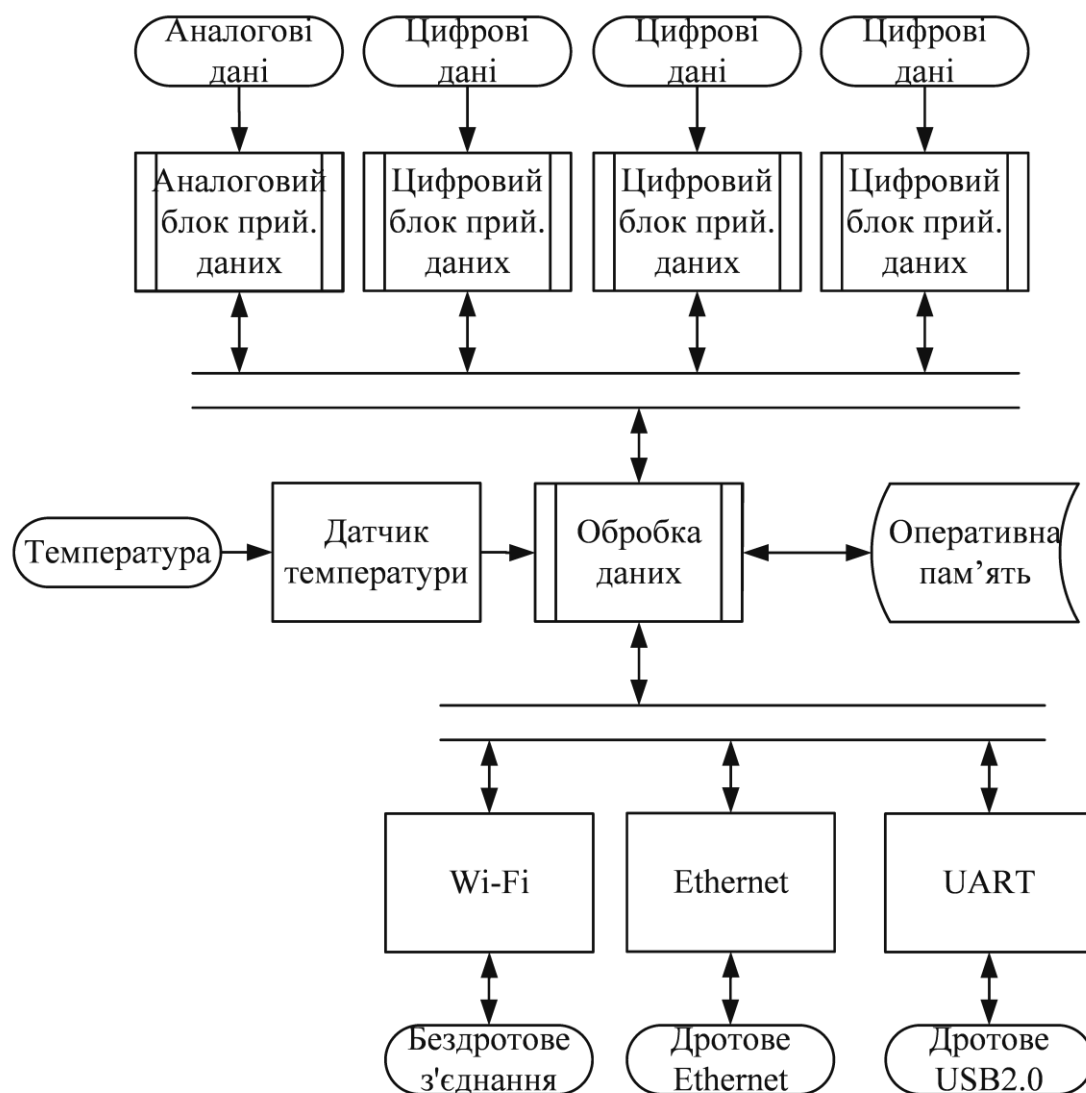 Аналогові
дані
Цифрові
дані
Цифрові
дані
Цифрові
дані
Аналоговий
блок прий.
даних
Цифровий
блок прий.
даних
Цифровий
блок прий.
даних
Цифровий
блок прий.
даних
Температура
Датчик
температури
Обробка
даних
Оперативна
пам’ять
Wi-Fi
Ethernet
UART
Бездротове
з'єднання
Дротове
Ethernet
Дротове
USB2.0